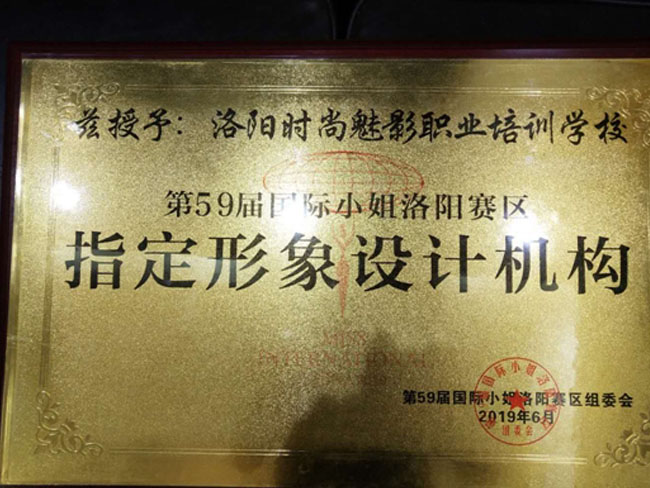 兹授予：洛阳时尚魅影职业培训学校
第59届国际小姐洛阳赛区
指定形象设计机构
第59届国际小姐洛阳赛区组委会
2019年6月
组委会